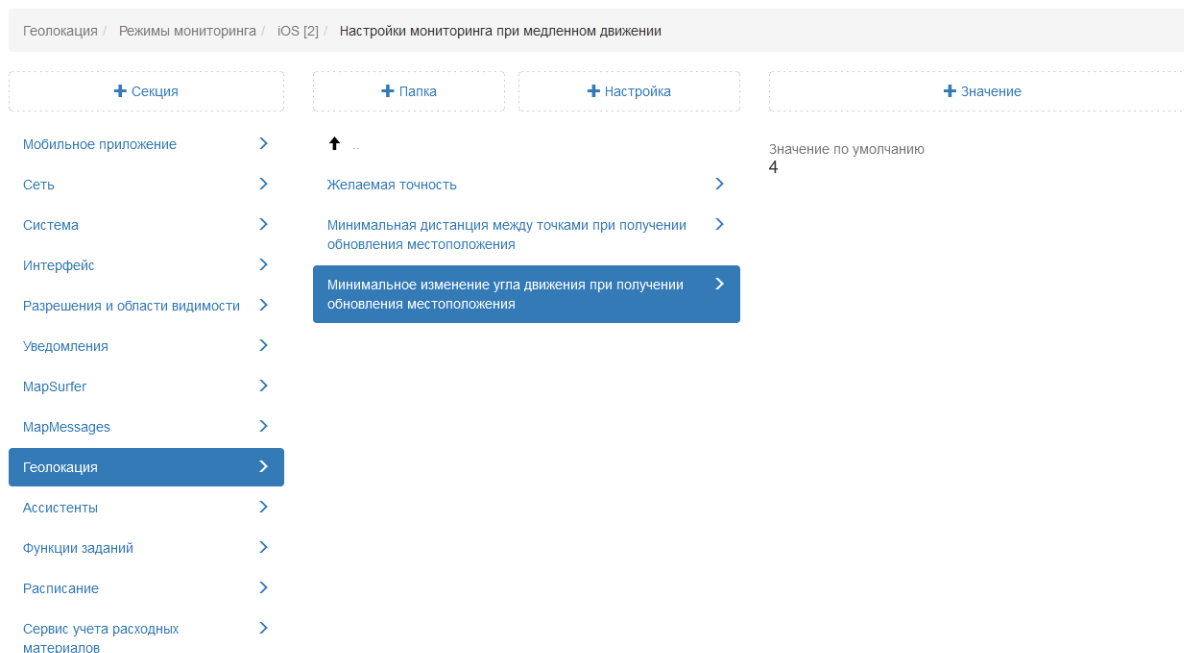 Геолокация / Режимы мониторинга / iOS [2] / Настройки мониторинга при медленном движении
+ Секция
+ Папка
+ Настройка
+ Значение
Мобильное приложение
Сеть
Система
Интерфейс
Разрешения и области видимости
Уведомления
MapSurfer
MapMessages
Геолокация
Ассистенты
Функции заданий
Расписание
Сервис учета расходных
материалов
..
Желаемая точность
Минимальная дистанция между точками при получении
обновления местоположения
Минимальное изменение угла движения при получении
обновления местоположения
Значение по умолчанию
4